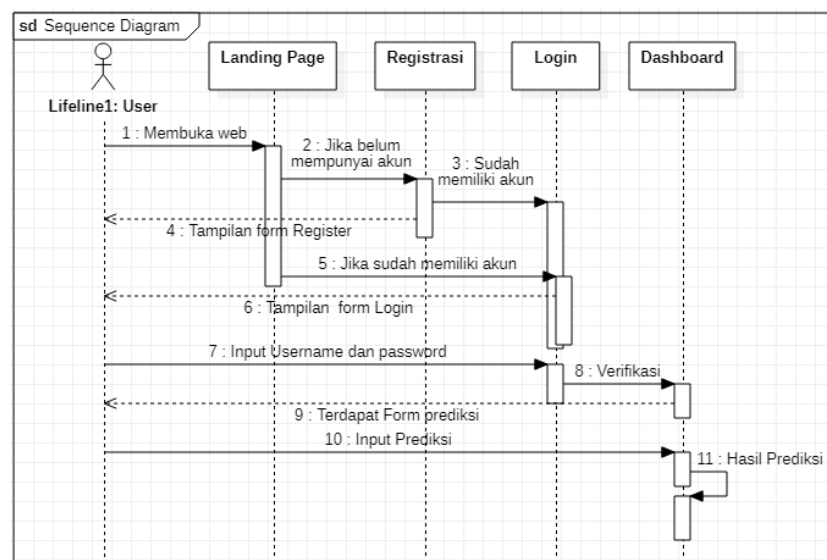 sd Sequence Diagram
Landing Page
Registrasi
Login
Dashboard
Lifeline1: User
1 : Membuka web
2 : Jika belum
mempunyai akun
3 : Sudah
memiliki akun
4 : Tampilan form Register
5 : Jika sudah memiliki akun
6 : Tampilan form Login
7 : Input Username dan password
8 : Verifikasi
9 : Terdapat Form prediksi
10 : Input Prediksi
11 : Hasil Prediksi